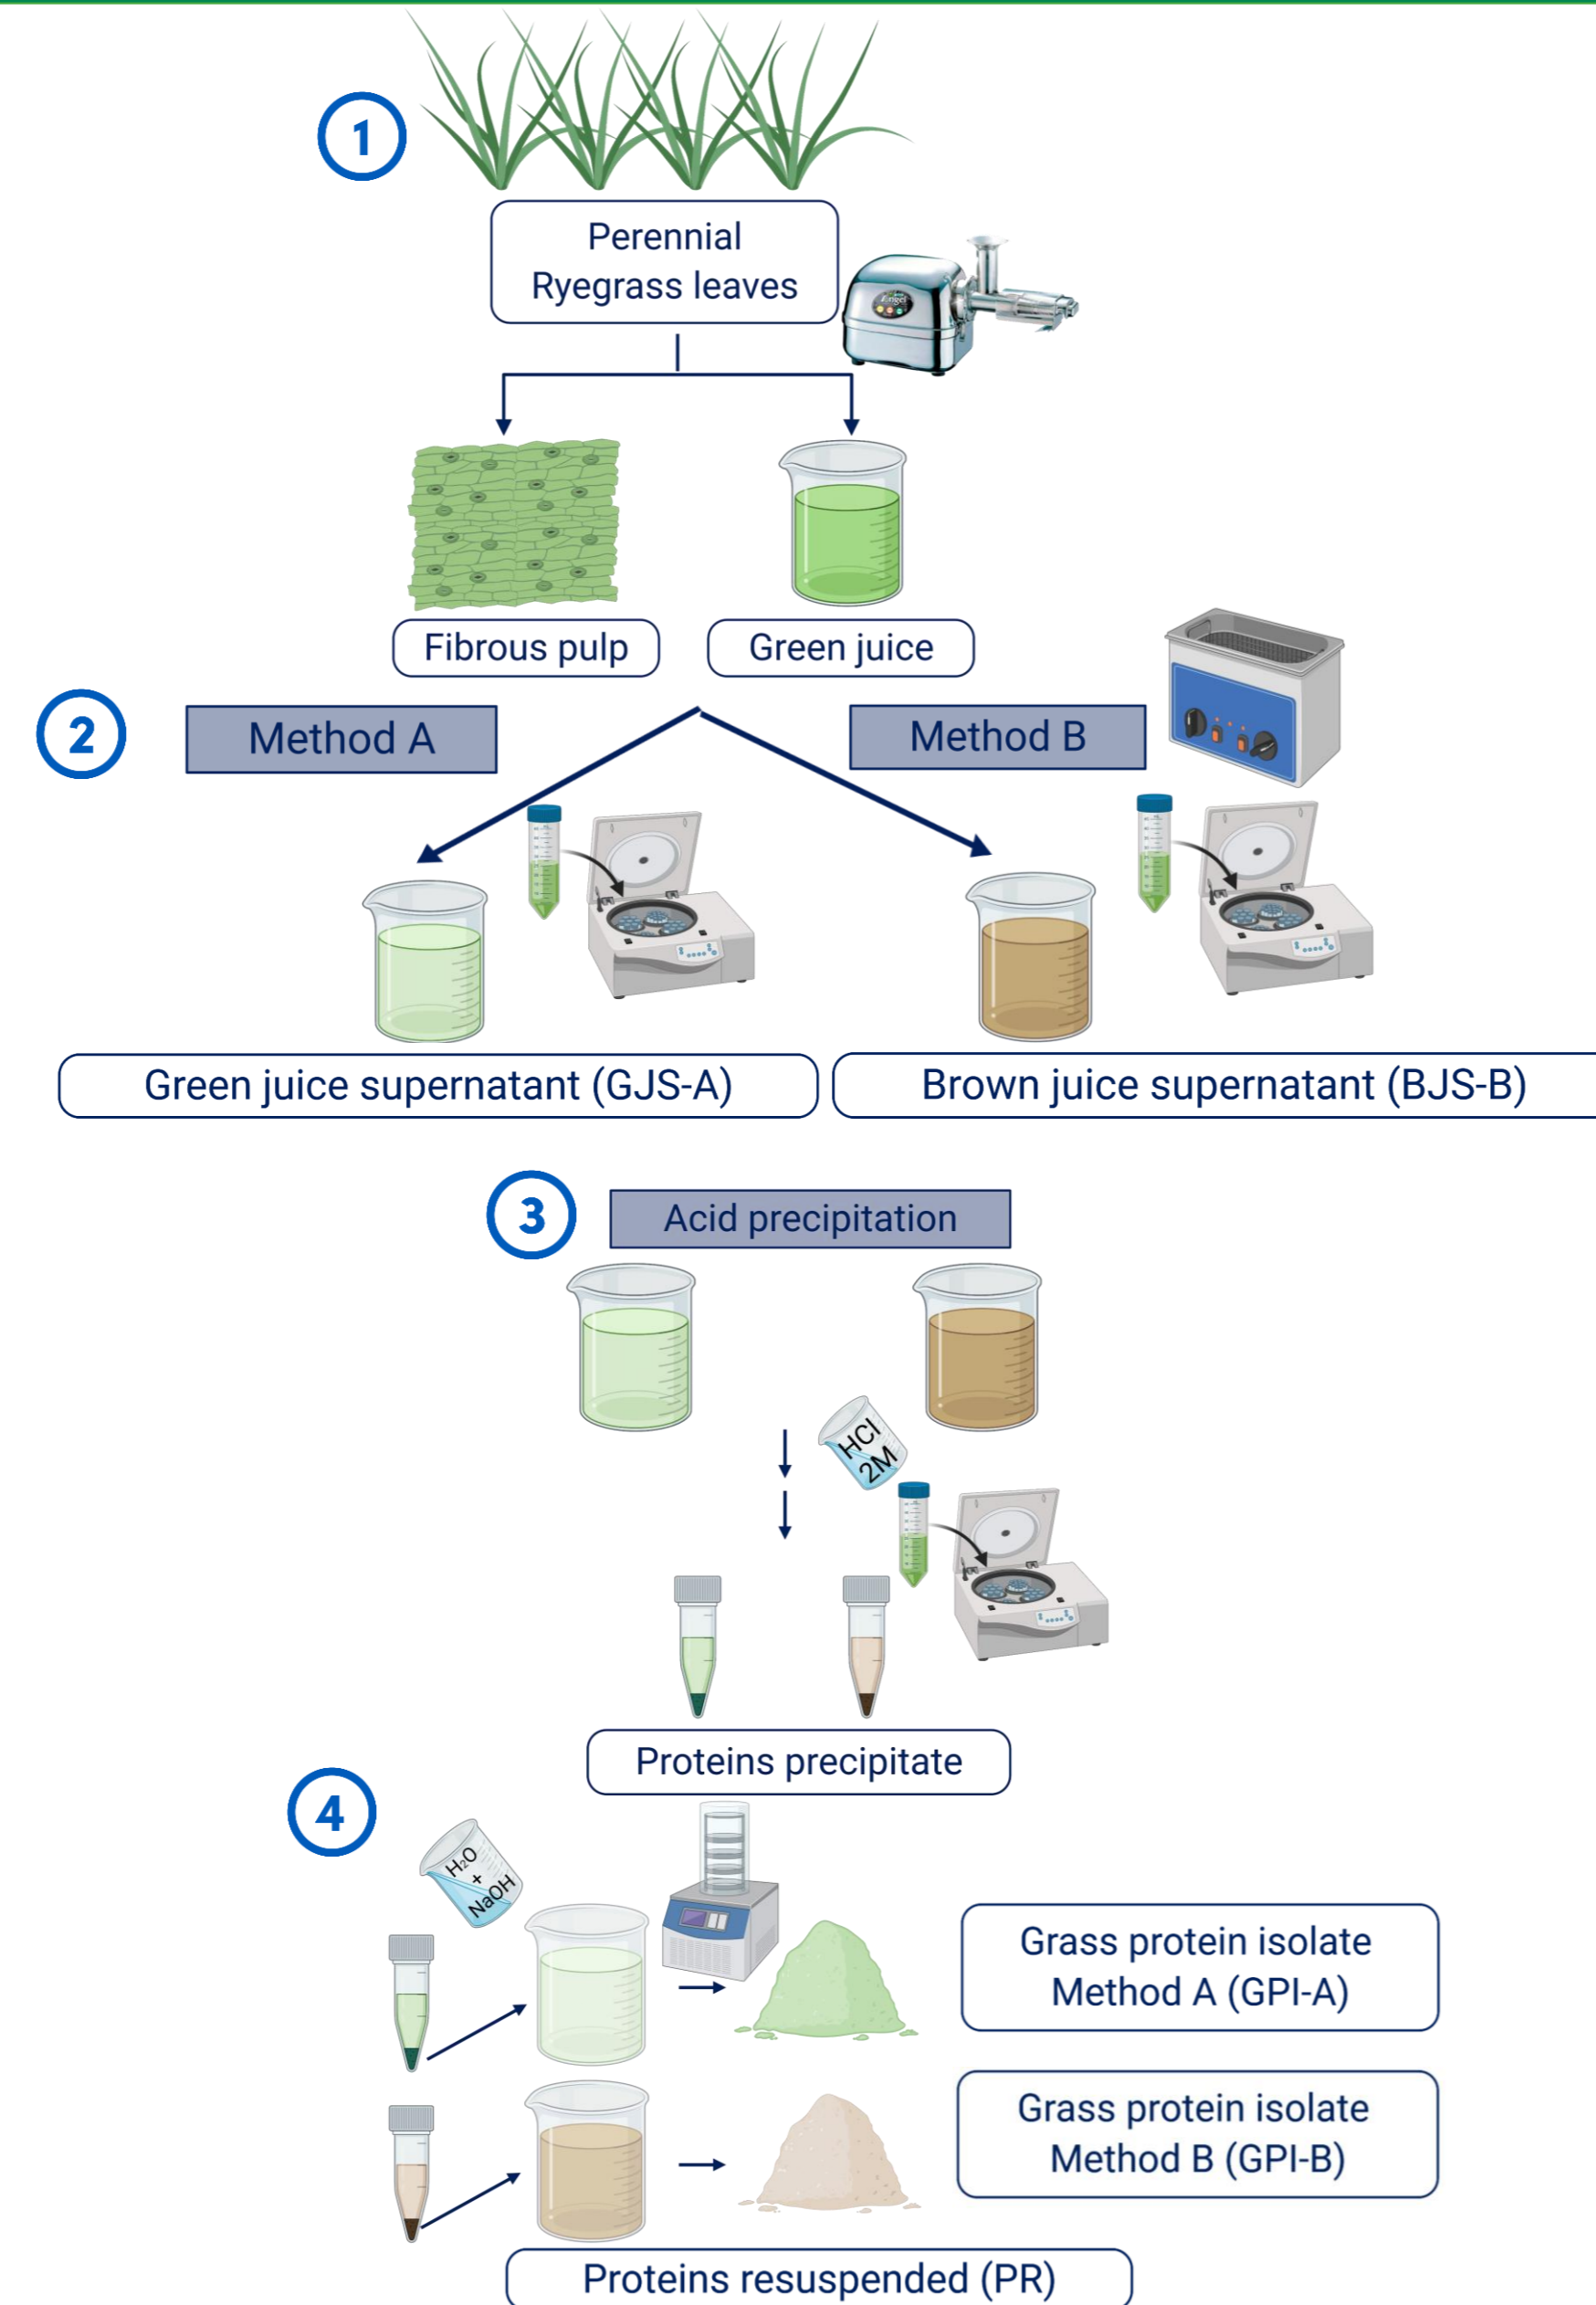 1
Perennial
Ryegrass leaves
Angel
Fibrous pulp
Green juice
2
Method A
Method B
Green juice supernatant (GJS-A)
Brown juice supernatant (BJS-B)
3
Acid precipitation
HCl
2M
Proteins precipitate
4
H₂O
+
NaOH
Grass protein isolate
Method A (GPI-A)
Grass protein isolate
Method B (GPI-B)
Proteins resuspended (PR)